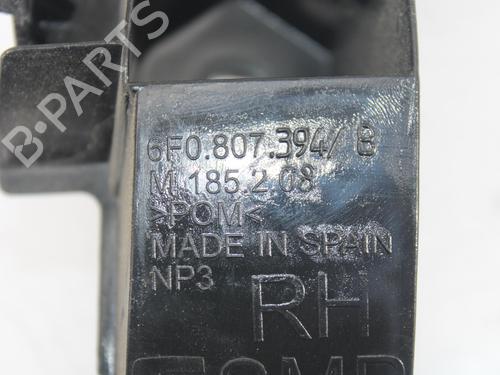 B-PARTS
6F0.807.394/ B
M 185.2.08
>POM<
MADE IN SPAIN
NP3
RH